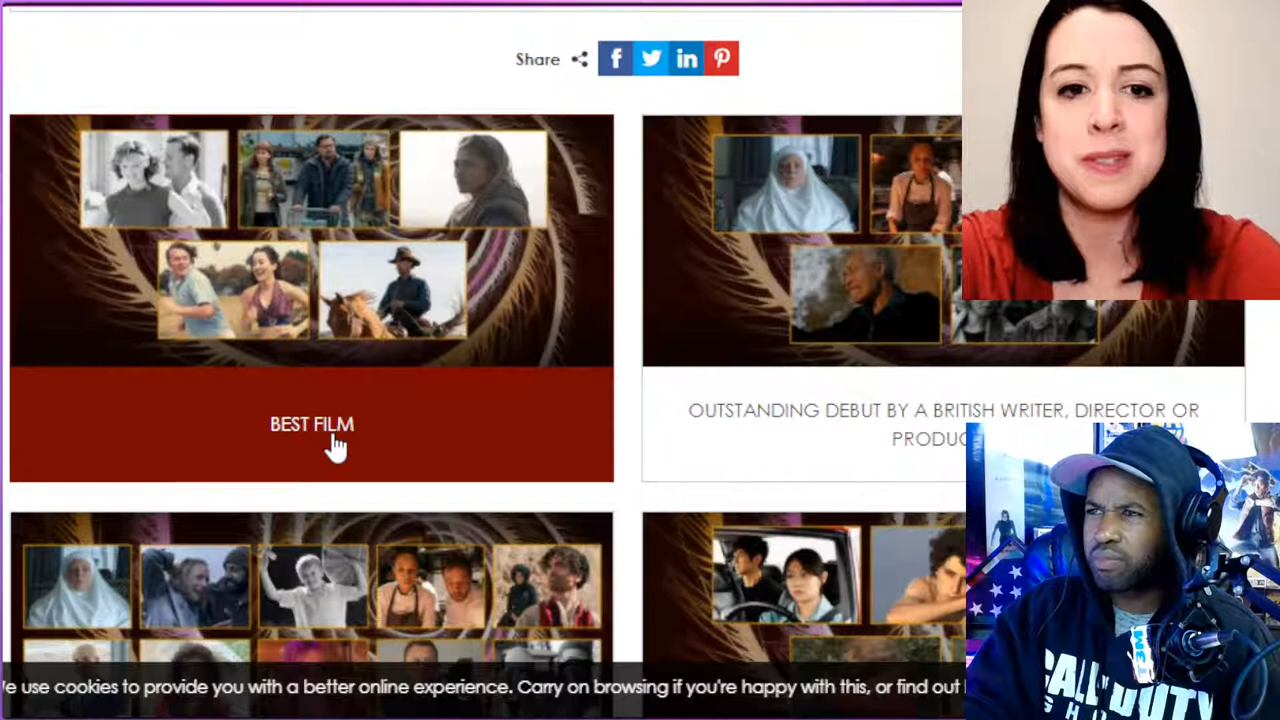 Share
BEST FILM
OUTSTANDING DEBUT BY A BRITISH WRITER, DIRECTOR OR
e use cookies to provide you with a better online experience. Carry on browsing if you're happy with this, or find out
CALL OF DUTY